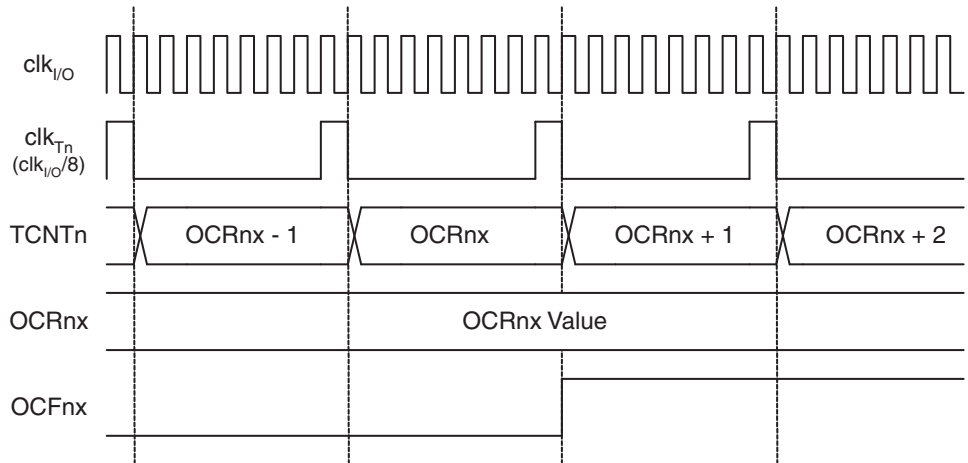 clkI/O
clkTn
(clkI/O/8)
TCNTn
OCRnx - 1
OCRnx
OCRnx + 1
OCRnx + 2
OCRnx
OCRnx Value
OCFnx